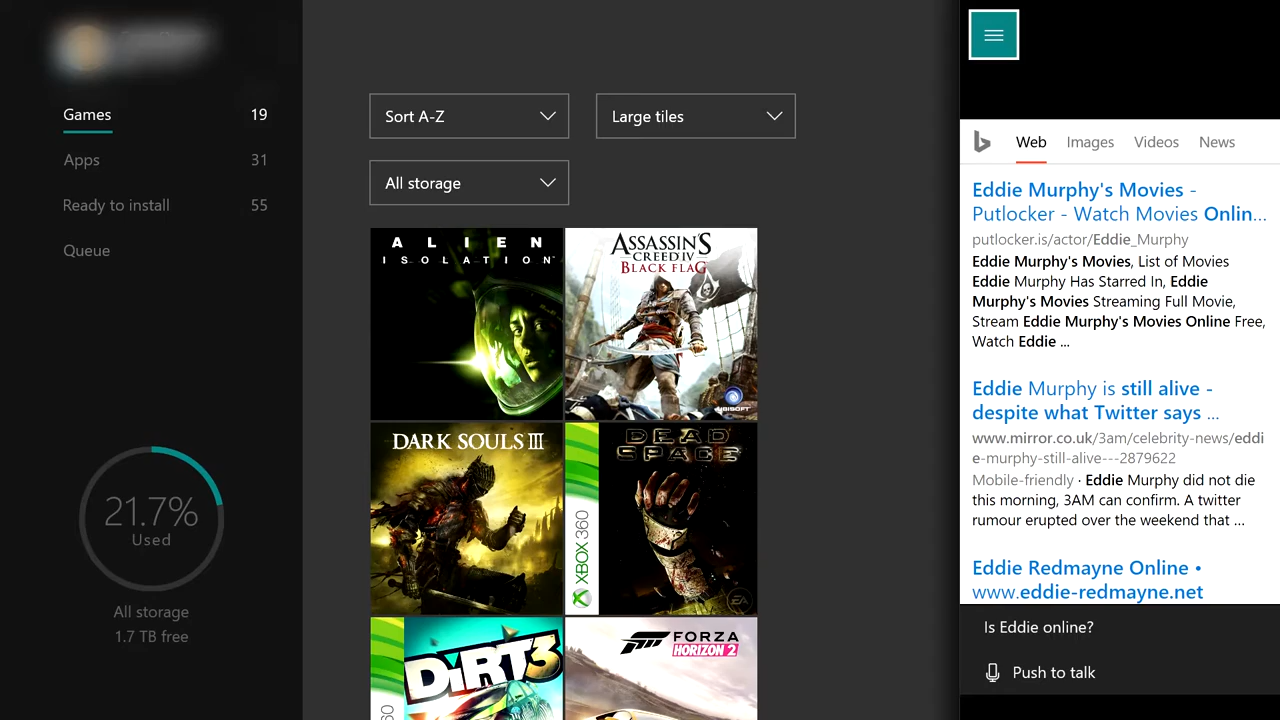 Games 19
Apps 31
Ready to install 55
Queue
21.7%
Used
All storage
1.7 TB free
Sort A-Z
Large tiles
All storage
ALIEN
ISOLATION
ASSASSIN'S
CREED IV
BLACK FLAG
UBISOFT
DARK SOULS III
XBOX 360
DEAD
SPACE
EA
60
DiRT3
FORZA
HORIZON 2
Web Images Videos News
Eddie Murphy's Movies -
Putlocker - Watch Movies Onlin...
putlocker.is/actor/Eddie_Murphy
Eddie Murphy's Movies, List of Movies
Eddie Murphy Has Starred In, Eddie
Murphy's Movies Streaming Full Movie,
Stream Eddie Murphy's Movies Online Free,
Watch Eddie ...
Eddie Murphy is still alive -
despite what Twitter says ...
www.mirror.co.uk/3am/celebrity-news/eddi
e-murphy-still-alive---2879622
Mobile-friendly · Eddie Murphy did not die
this morning, 3AM can confirm. A twitter
rumour erupted over the weekend that ...
Eddie Redmayne Online •
www.eddie-redmayne.net
Is Eddie online?
Push to talk